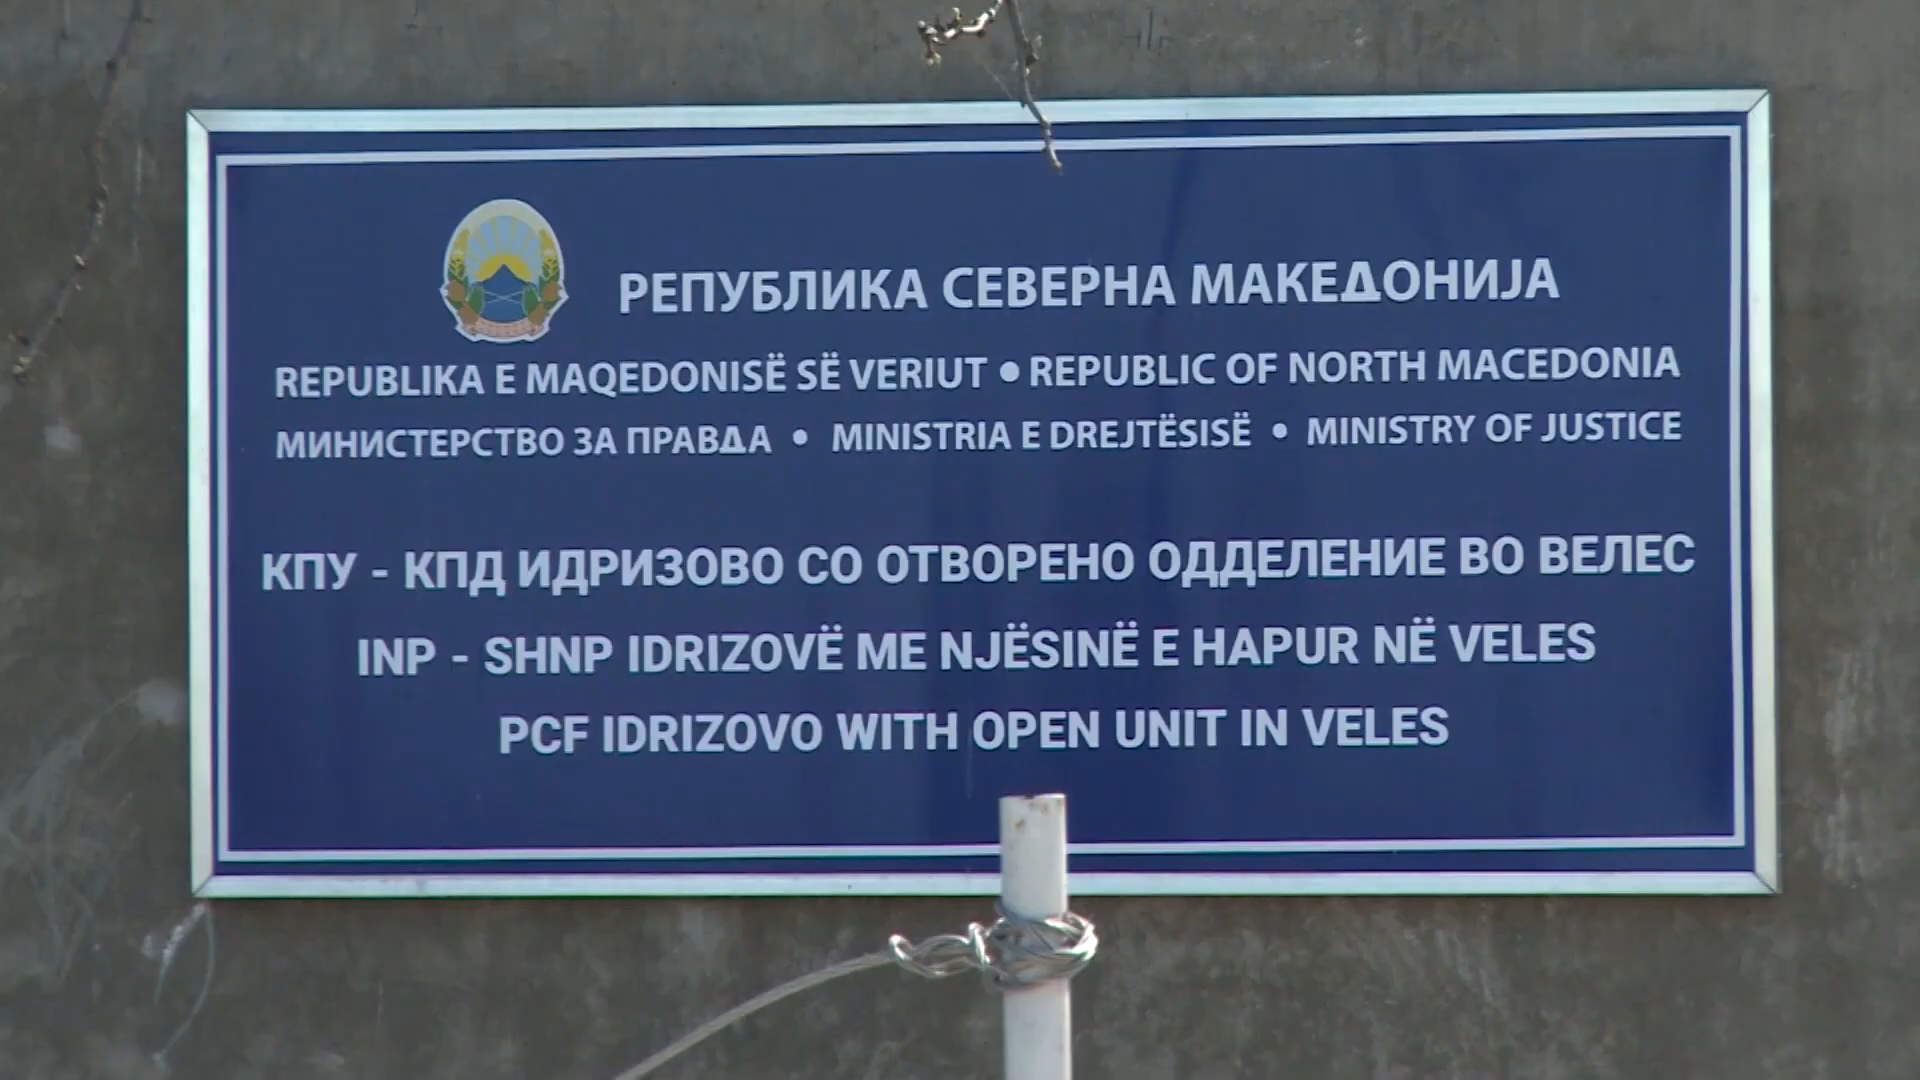 РЕПУБЛИКА СЕВЕРНА МАКЕДОНИЈА
REPUBLIKA E MAQEDONISË SË VERIUT • REPUBLIC OF NORTH MACEDONIA
МИНИСТЕРСТВО ЗА ПРАВДА • MINISTRIA E DREJTËSISË • MINISTRY OF JUSTICE
КПУ - КПД ИДРИЗОВО СО ОТВОРЕНО ОДДЕЛЕНИЕ ВО ВЕЛЕС
INP - SHNP IDRIZOVË ME NJËSINË E HAPUR NË VELES
PCF IDRIZOVO WITH OPEN UNIT IN VELES